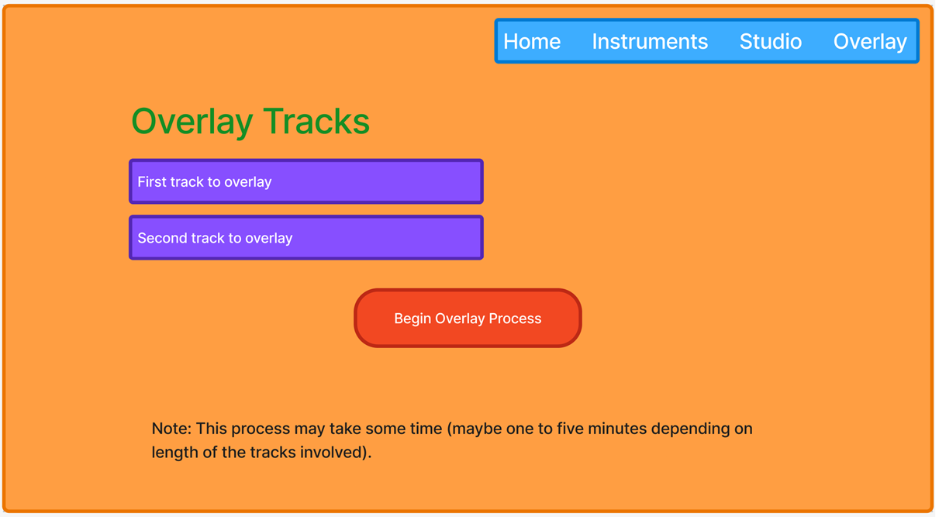 Home Instruments Studio Overlay
Overlay Tracks
First track to overlay
Second track to overlay
Begin Overlay Process
Note: This process may take some time (maybe one to five minutes depending on
length of the tracks involved).